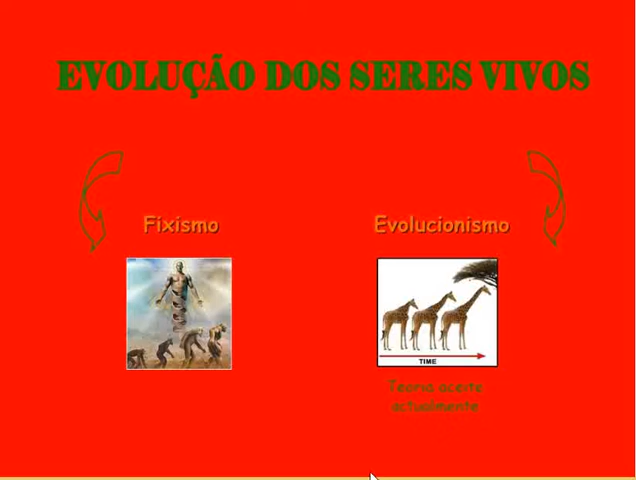 EVOLUÇÃO DOS SERES VIVOS
Fixismo
Evolucionismo
TIME
Teoria aceite
actualmente